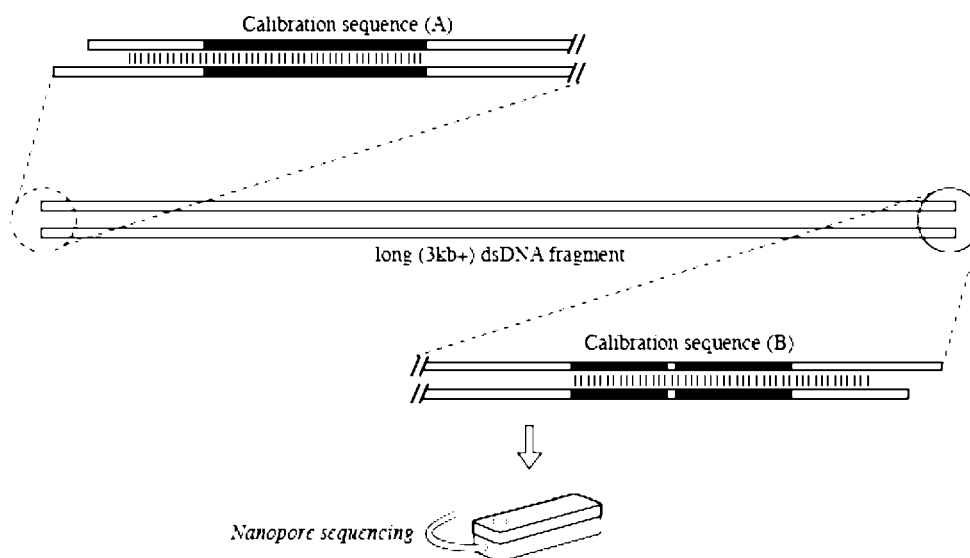 Calibration sequence (A)
long (3kb+) dsDNA fragment
Calibration sequence (B)
Nanopore sequencing